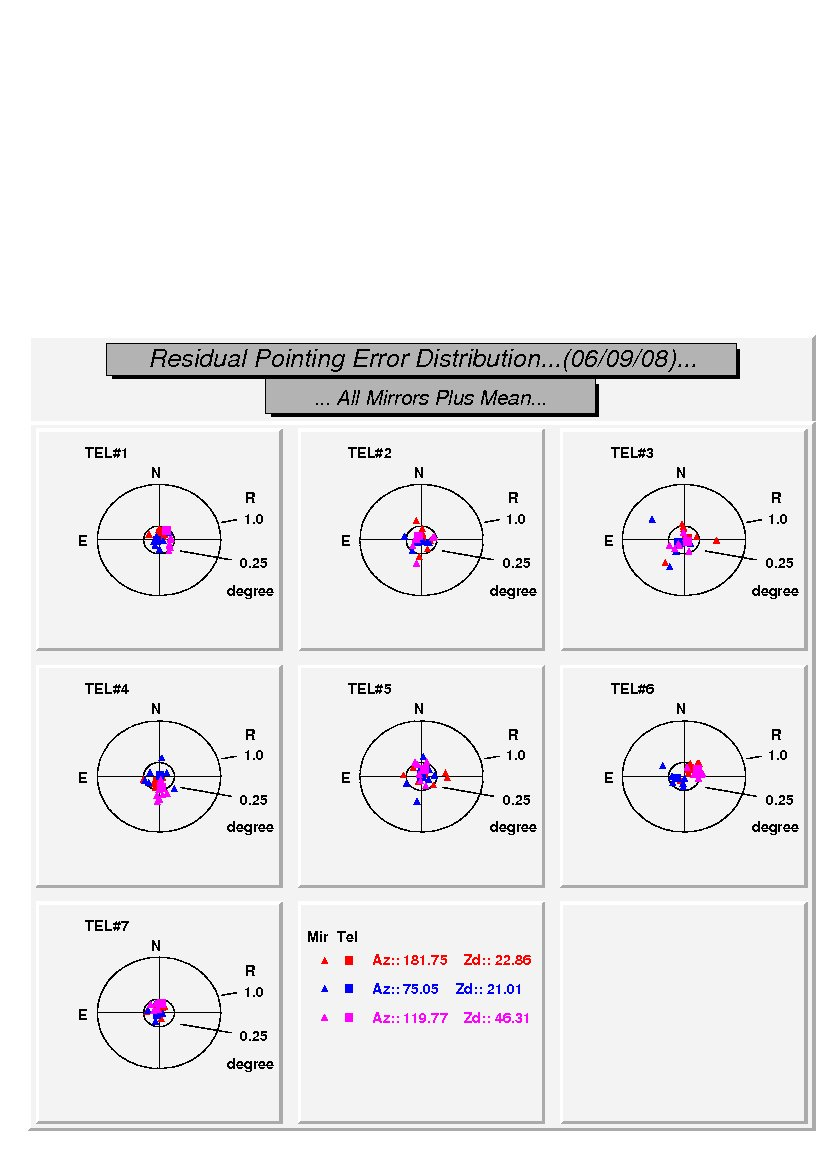 Residual Pointing Error Distribution...(06/09/08)...
... All Mirrors Plus Mean...
TEL#1
N
R
1.0
E
0.25
degree
TEL#2
N
R
1.0
E
0.25
degree
TEL#3
N
R
1.0
E
0.25
degree
TEL#4
N
R
1.0
E
0.25
degree
TEL#5
N
R
1.0
E
0.25
degree
TEL#6
N
R
1.0
E
0.25
degree
TEL#7
N
R
1.0
E
0.25
degree
Mir Tel
Az:: 181.75 Zd:: 22.86
Az:: 75.05 Zd:: 21.01
Az:: 119.77 Zd:: 46.31